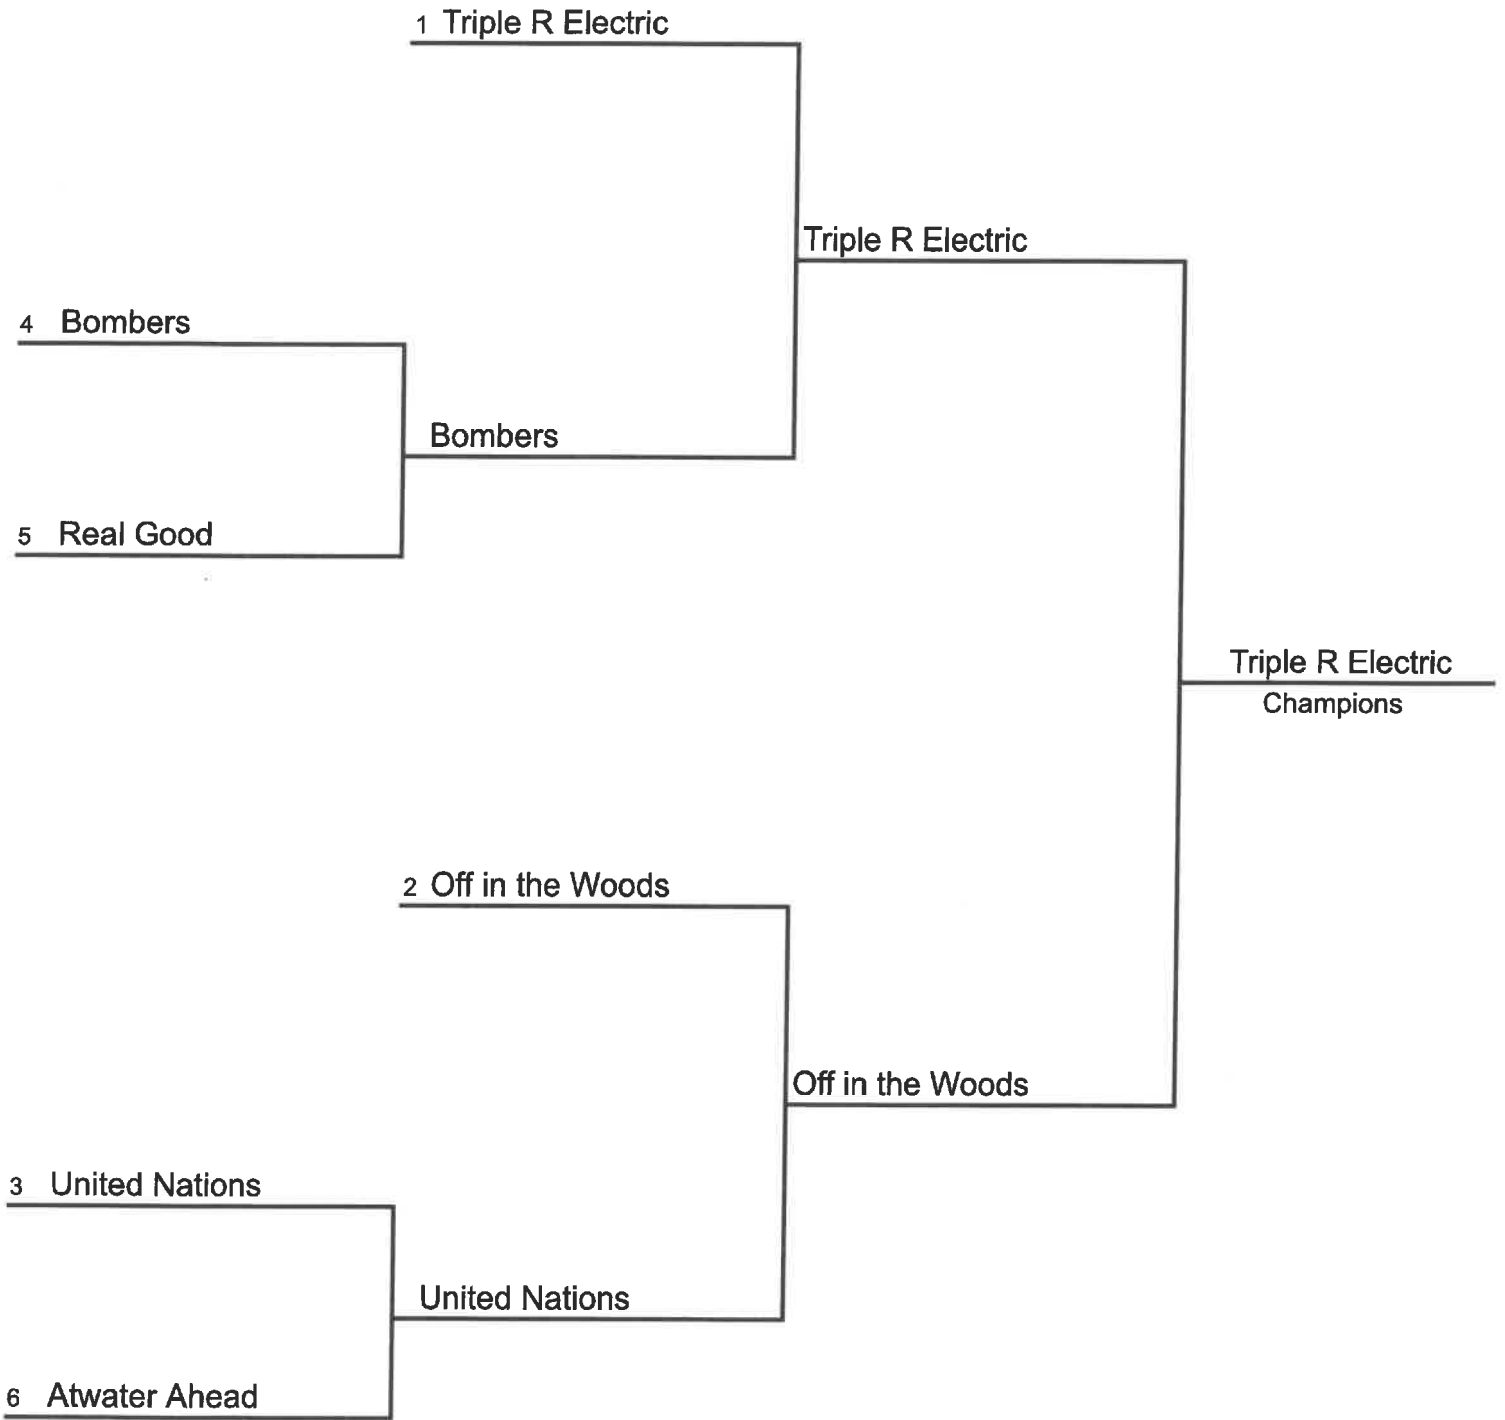 1 Triple R Electric
Triple R Electric
4 Bombers
Bombers
5 Real Good
Triple R Electric
Champions
2 Off in the Woods
Off in the Woods
3 United Nations
United Nations
6 Atwater Ahead